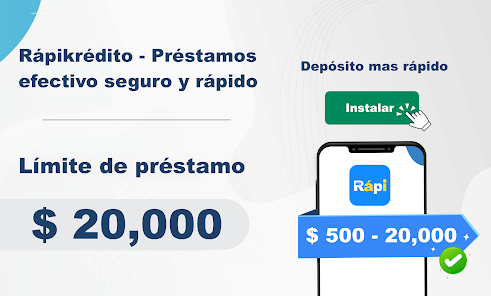 Rápikrédito - Préstamos
efectivo seguro y rápido
Límite de préstamo
$ 20,000
Depósito mas rápido
Instalar
Rápi
$ 500 - 20,000